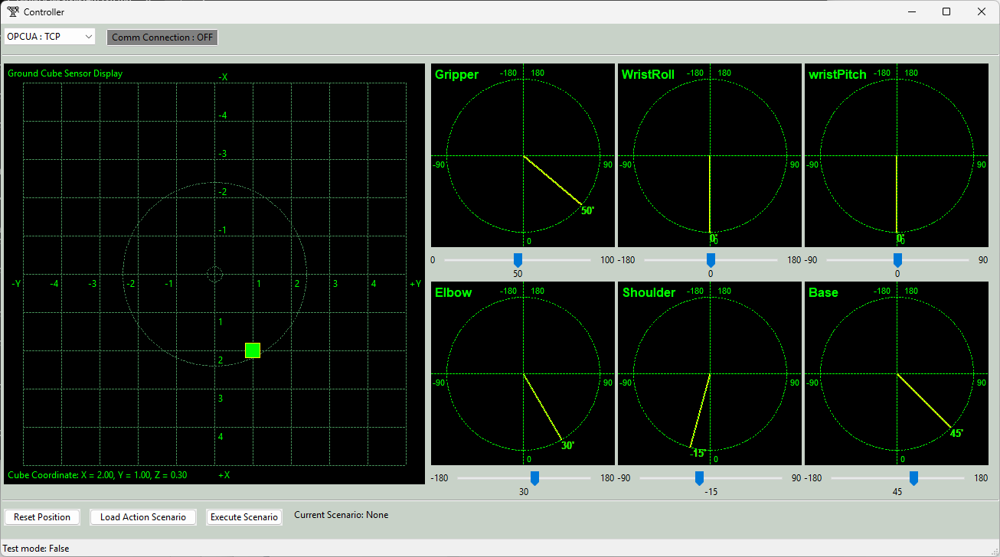 Controller
OPCUA : TCP
Comm Connection : OFF
Ground Cube Sensor Display
-X
-4
-3
-2
-1
-Y -4 -3 -2 -1 1 2 3 4 +Y
1
2
3
4
Cube Coordinate: X = 2.00, Y = 1.00, Z = 0.30
+X
Gripper -180 180
-90 90
50'
0
0 100
50
WristRoll -180 180
-90 90
0'
0
-180 180
0
wristPitch -180 180
-90 90
0'
0
-90 90
0
Elbow -180 180
-90 90
30'
0
-180 180
30
Shoulder -180 180
-90 90
-15'
0
-90 90
-15
Base -180 180
-90 90
45'
0
-180 180
45
Reset Position
Load Action Scenario
Execute Scenario
Current Scenario: None
Test mode: False